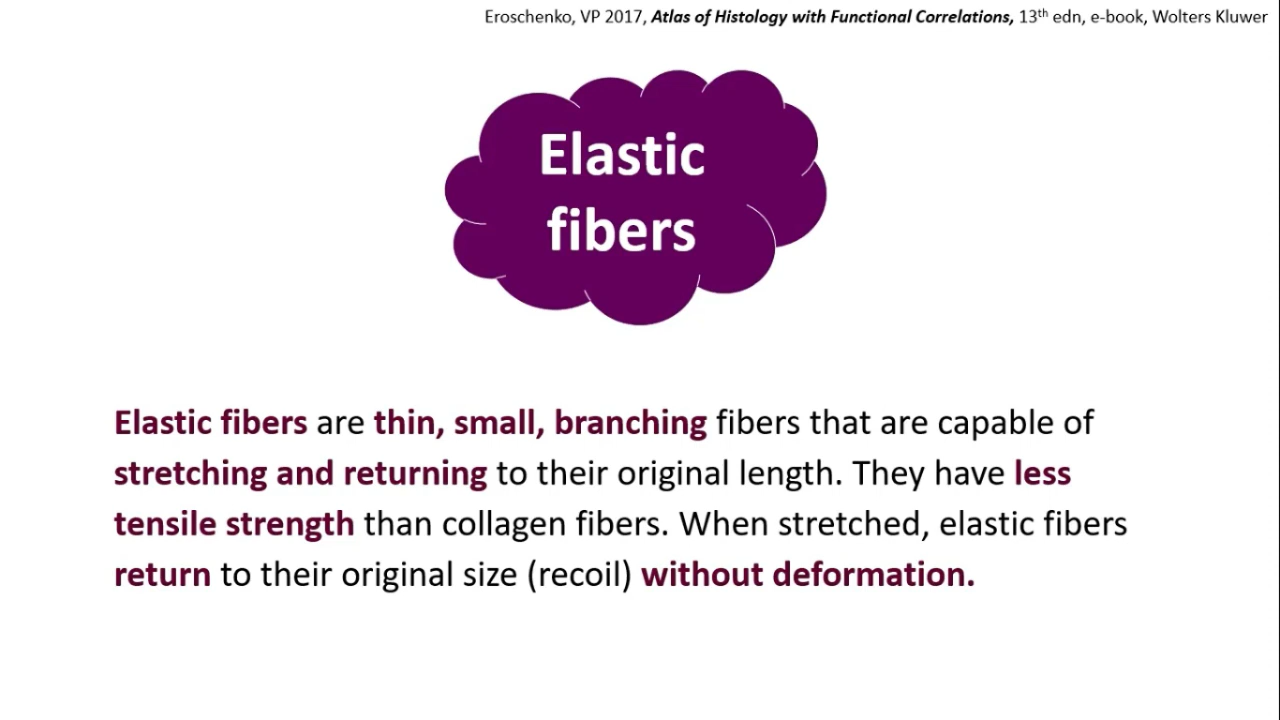 Eroschenko, VP 2017, Atlas of Histology with Functional Correlations, 13th edn, e-book, Wolters Kluwer
Elastic
fibers
Elastic fibers are thin, small, branching fibers that are capable of
stretching and returning to their original length. They have less
tensile strength than collagen fibers. When stretched, elastic fibers
return to their original size (recoil) without deformation.